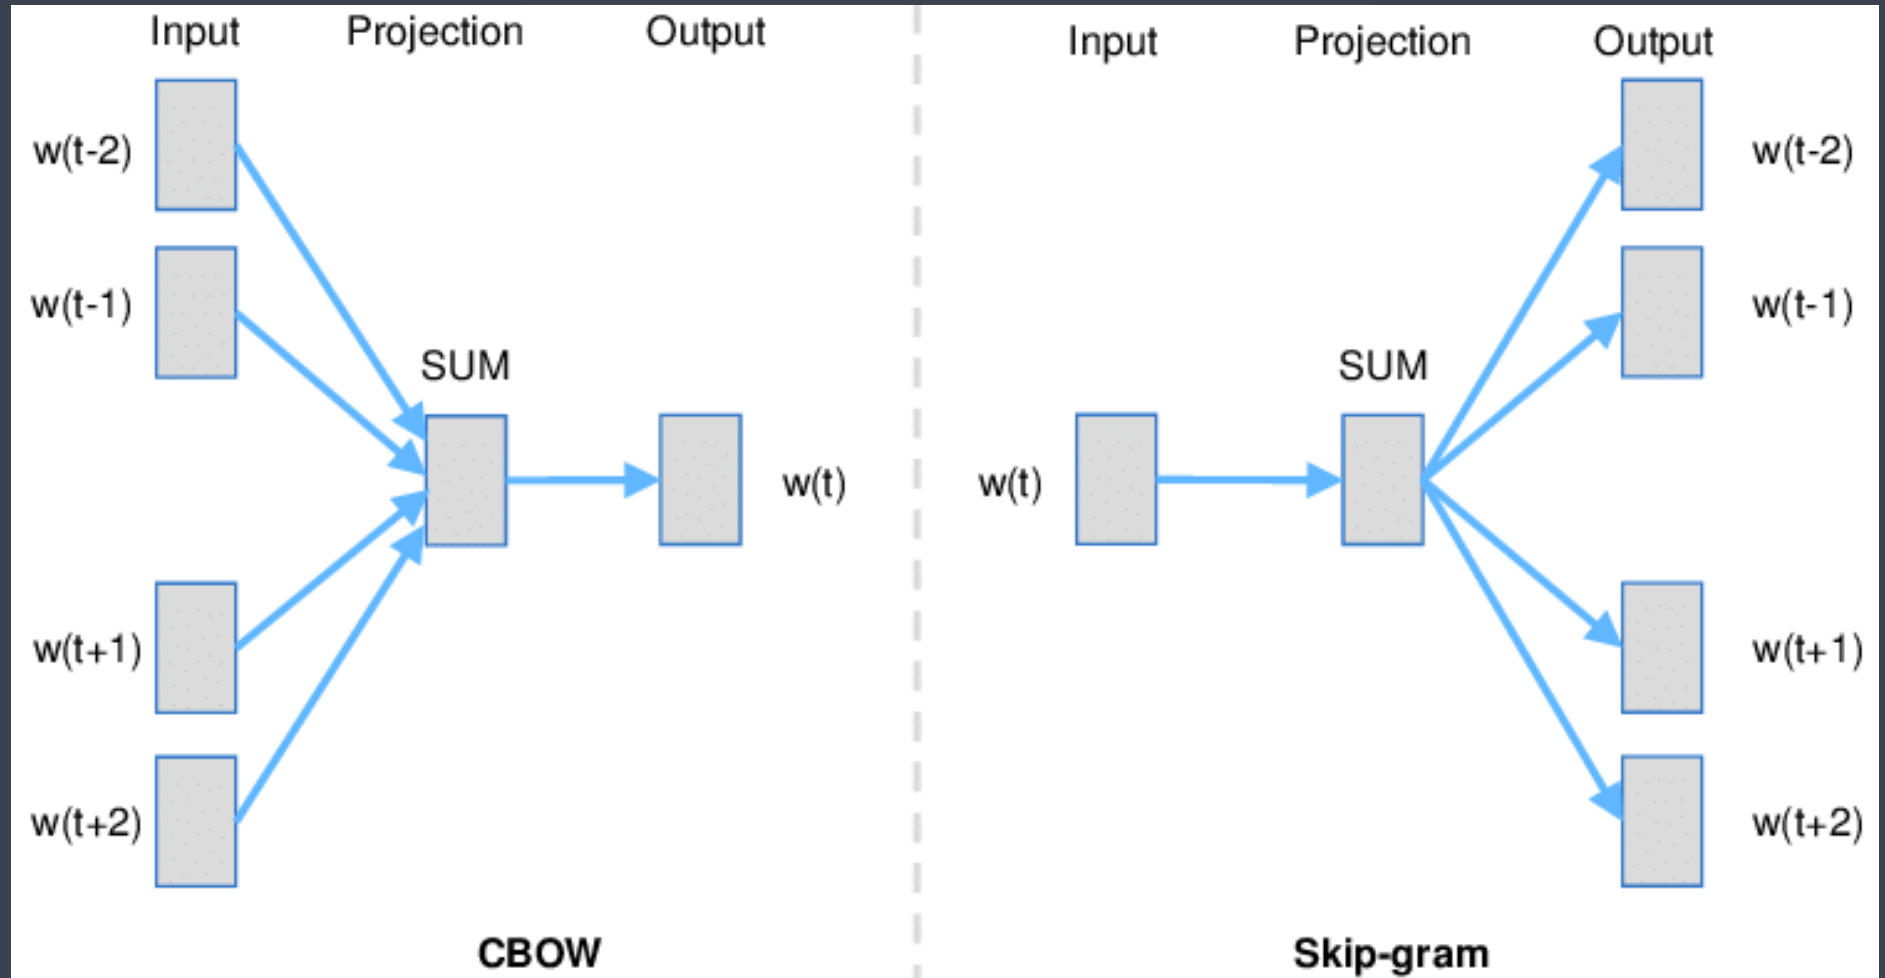 Input Projection Output
w(t-2)
w(t-1)
SUM
w(t)
w(t+1)
w(t+2)
CBOW
Input Projection Output
w(t-2)
w(t-1)
SUM
w(t)
w(t+1)
w(t+2)
Skip-gram